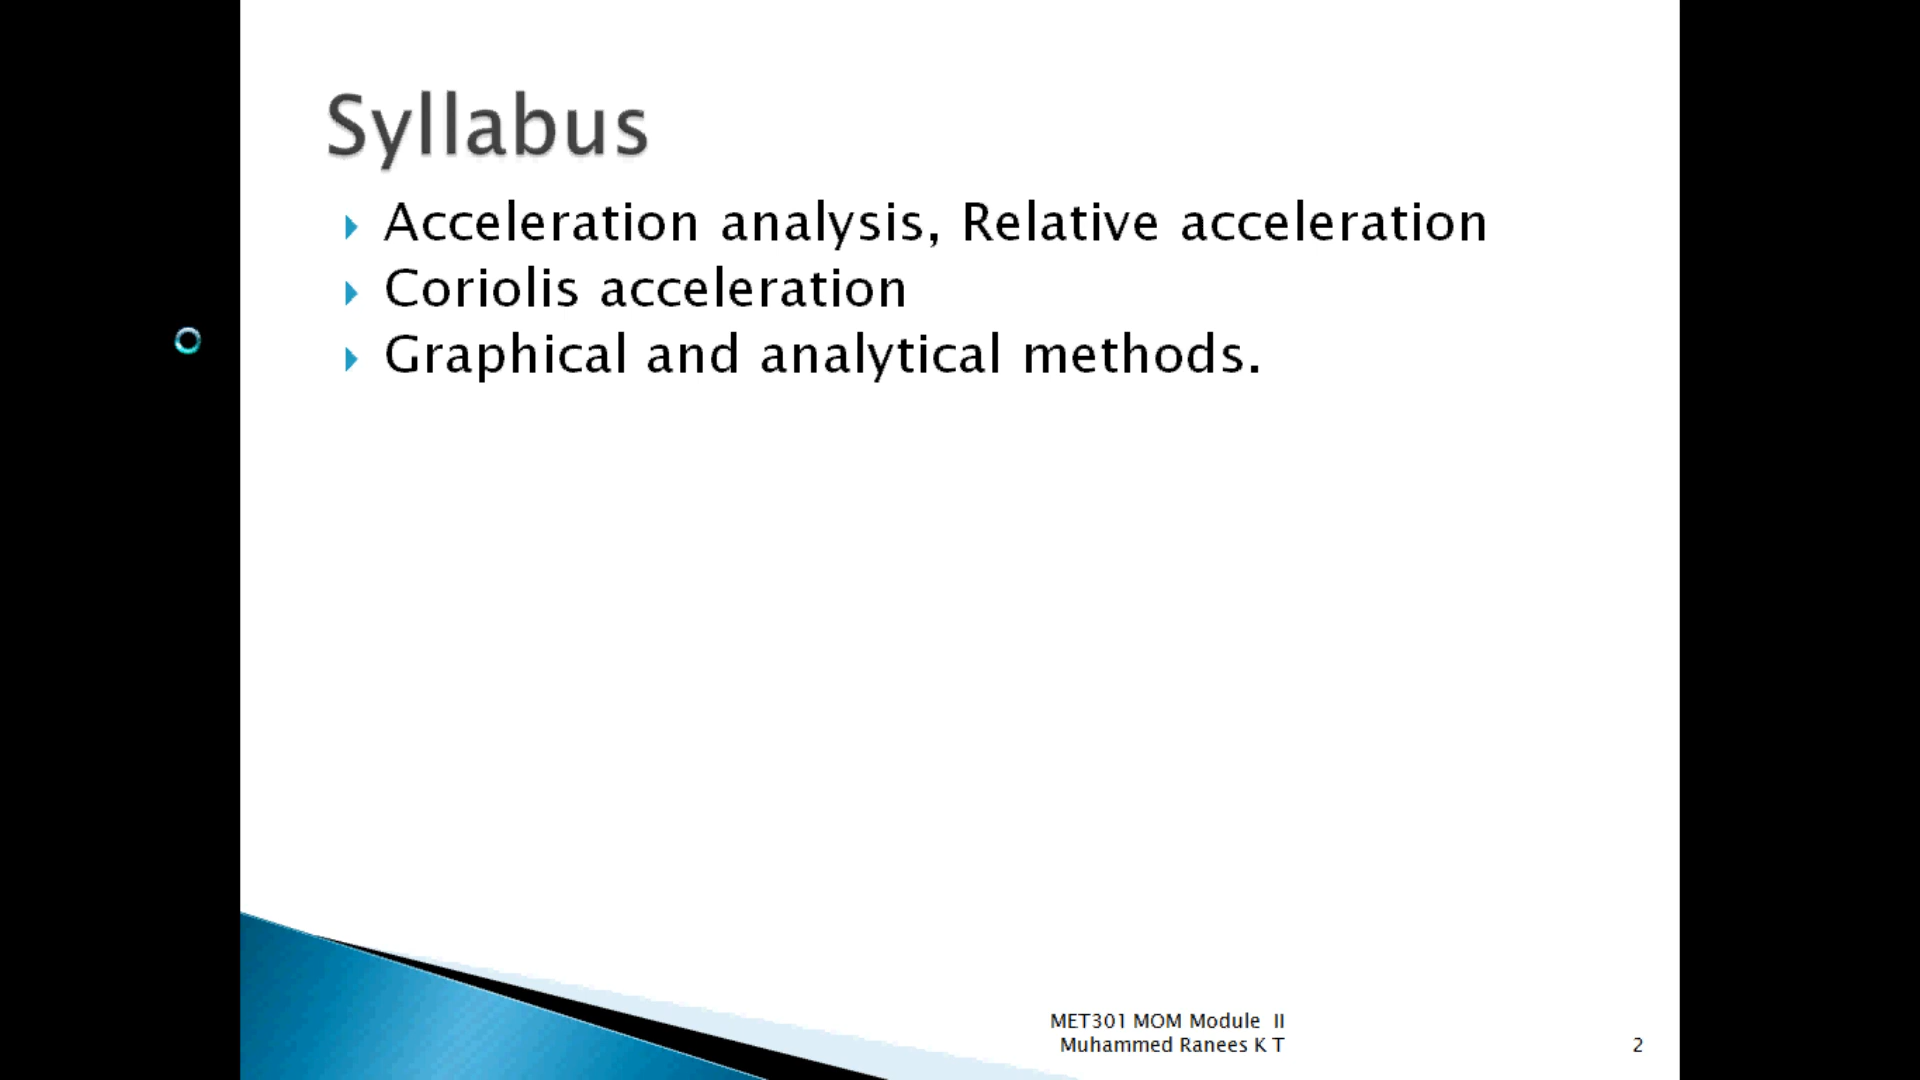 Syllabus
Acceleration analysis, Relative acceleration
Coriolis acceleration
Graphical and analytical methods.
MET301 MOM Module  II
Muhammed Ranees K T
2